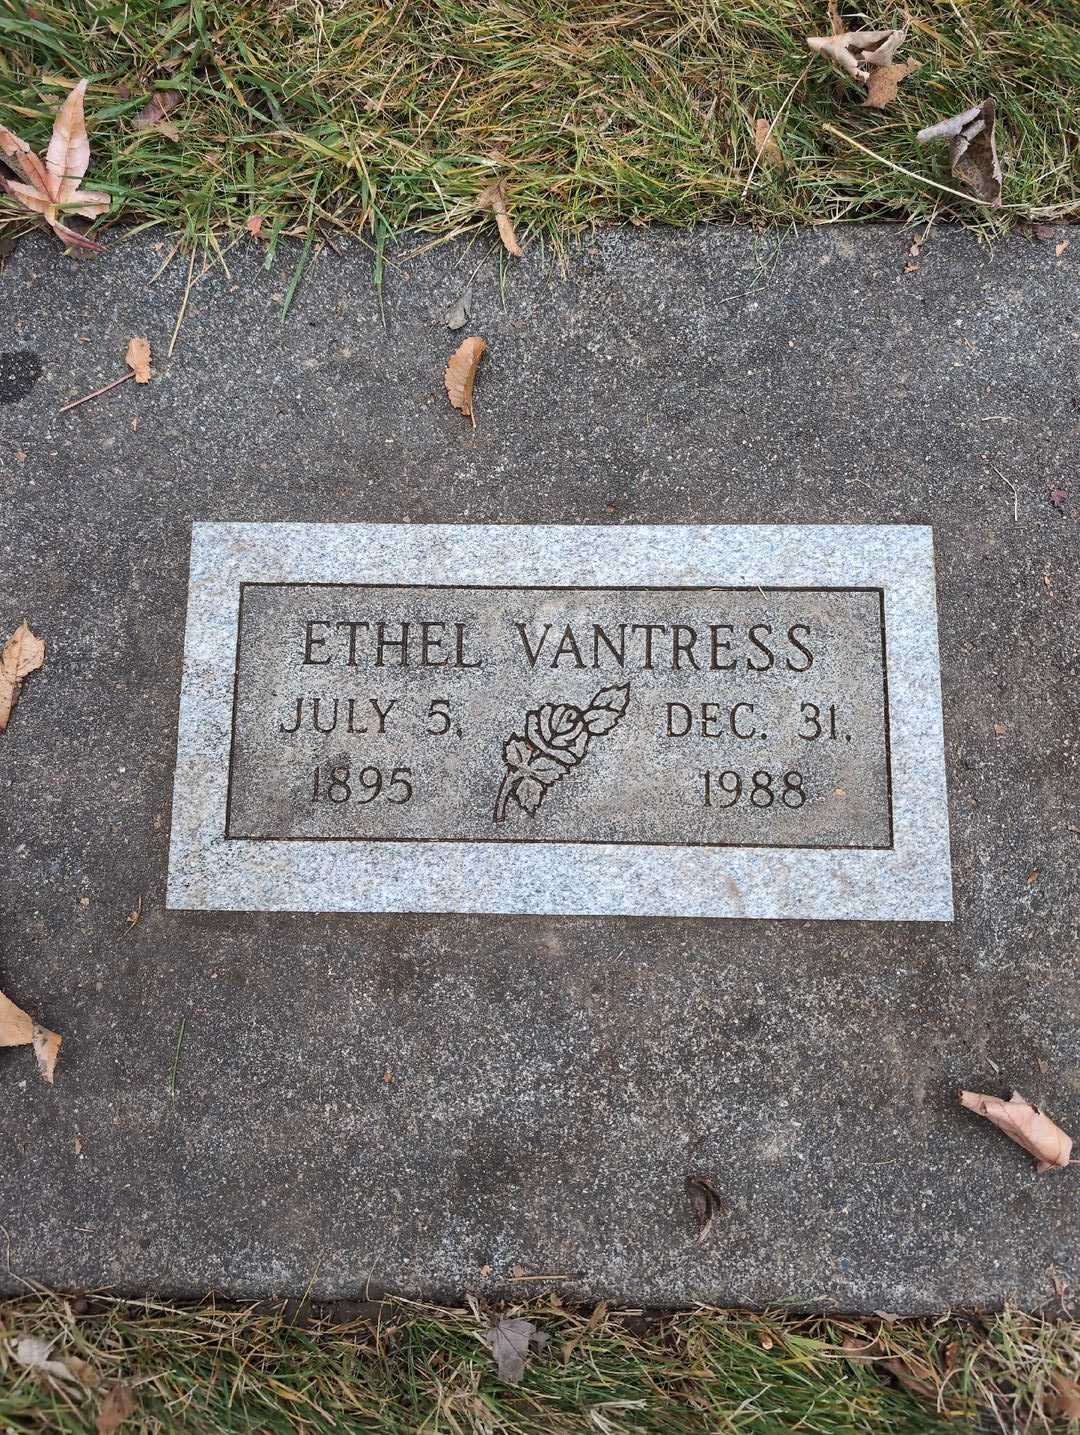 ETHEL VANTRESS
JULY 5, DEC. 31,
1895 1988